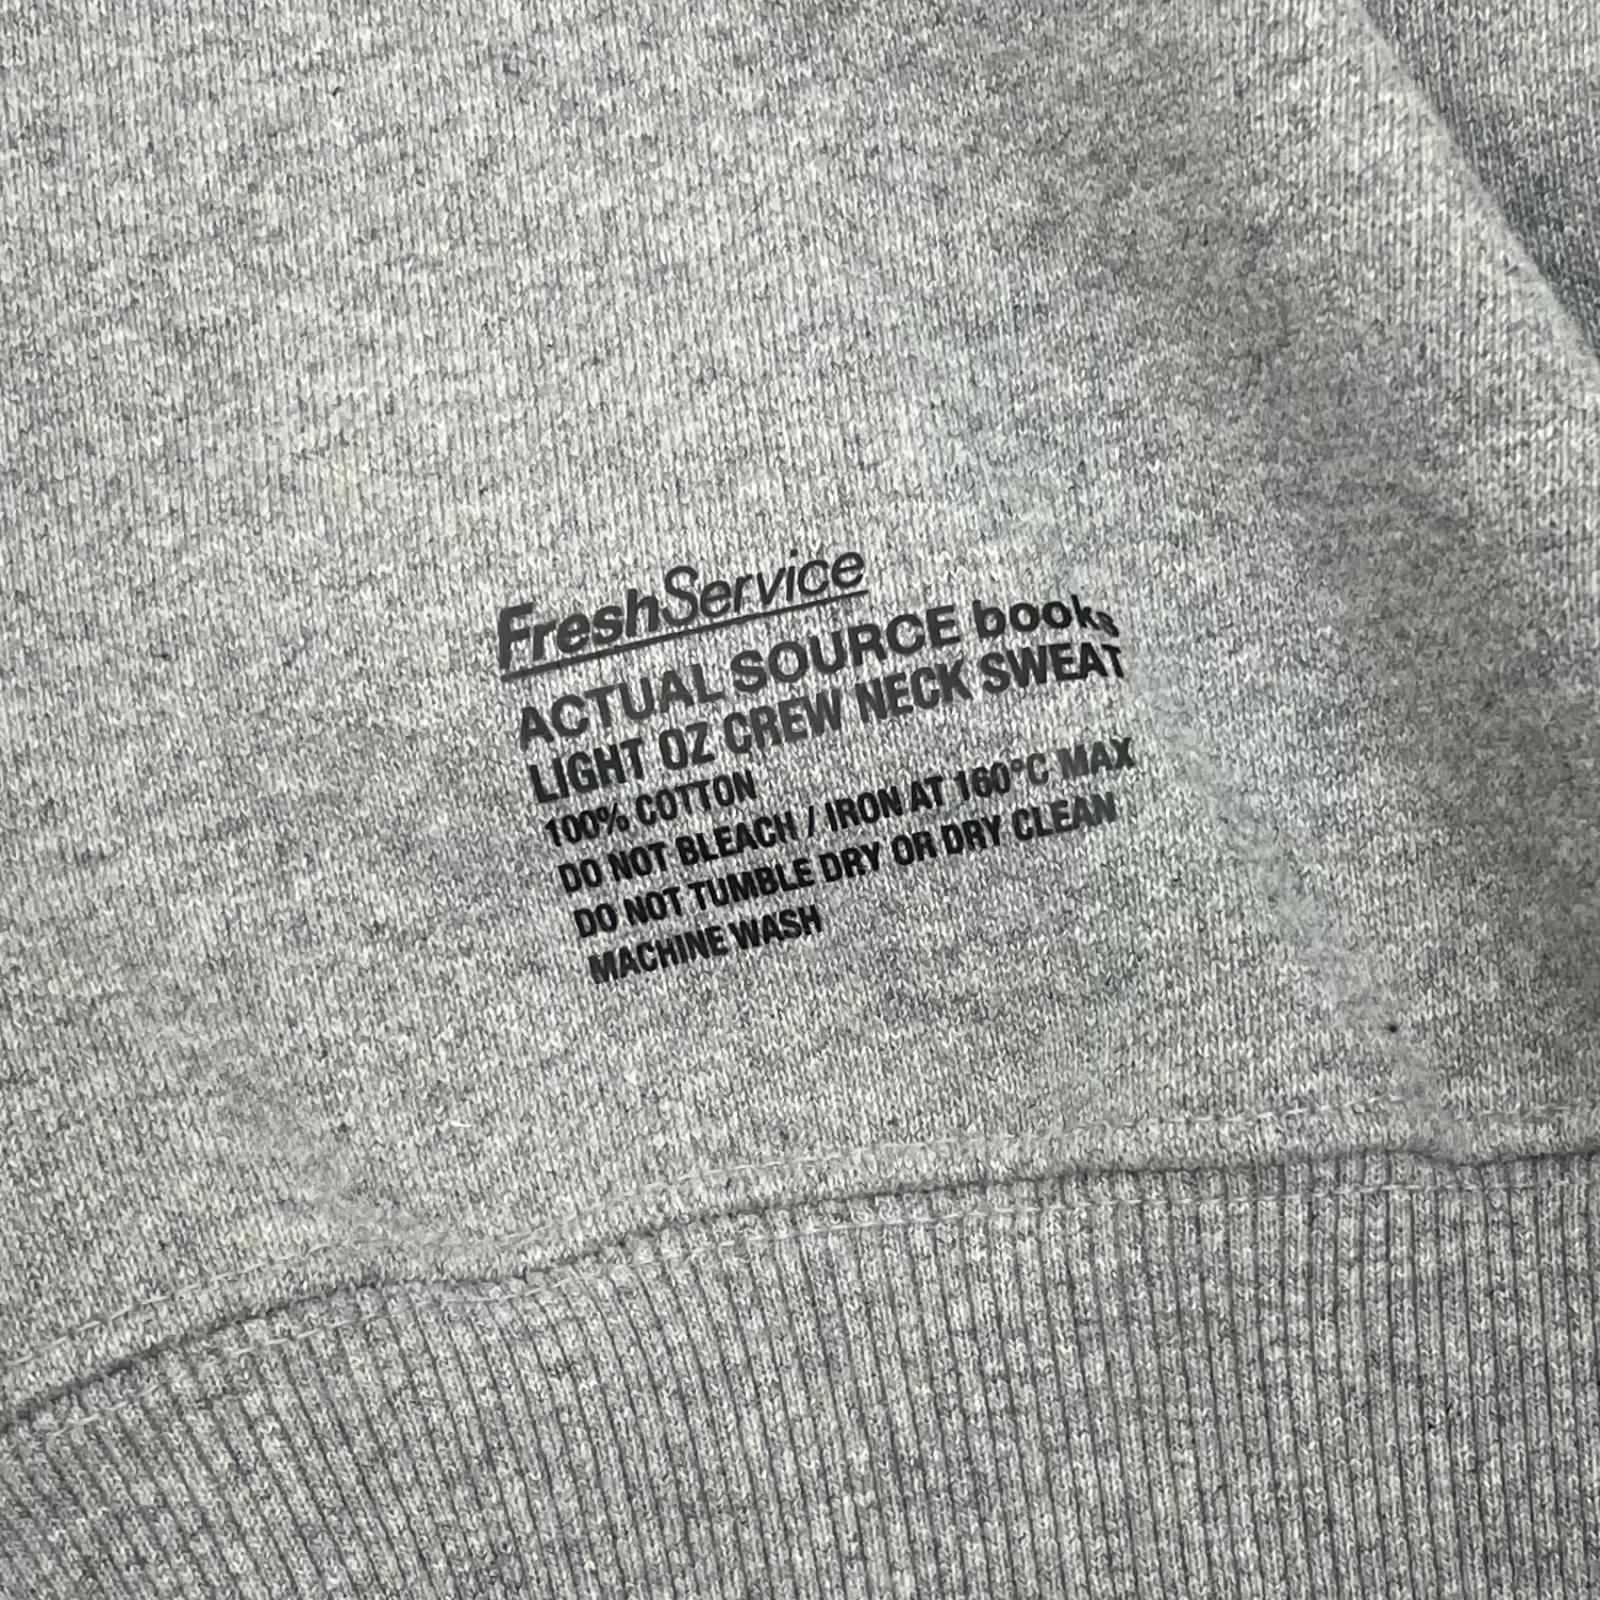 FreshService
ACTUAL SOURCE books
LIGHT OZ CREW NECK SWEAT
100% COTTON
DO NOT BLEACH / IRON AT 160°C MAX
DO NOT TUMBLE DRY OR DRY CLEAN
MACHINE WASH